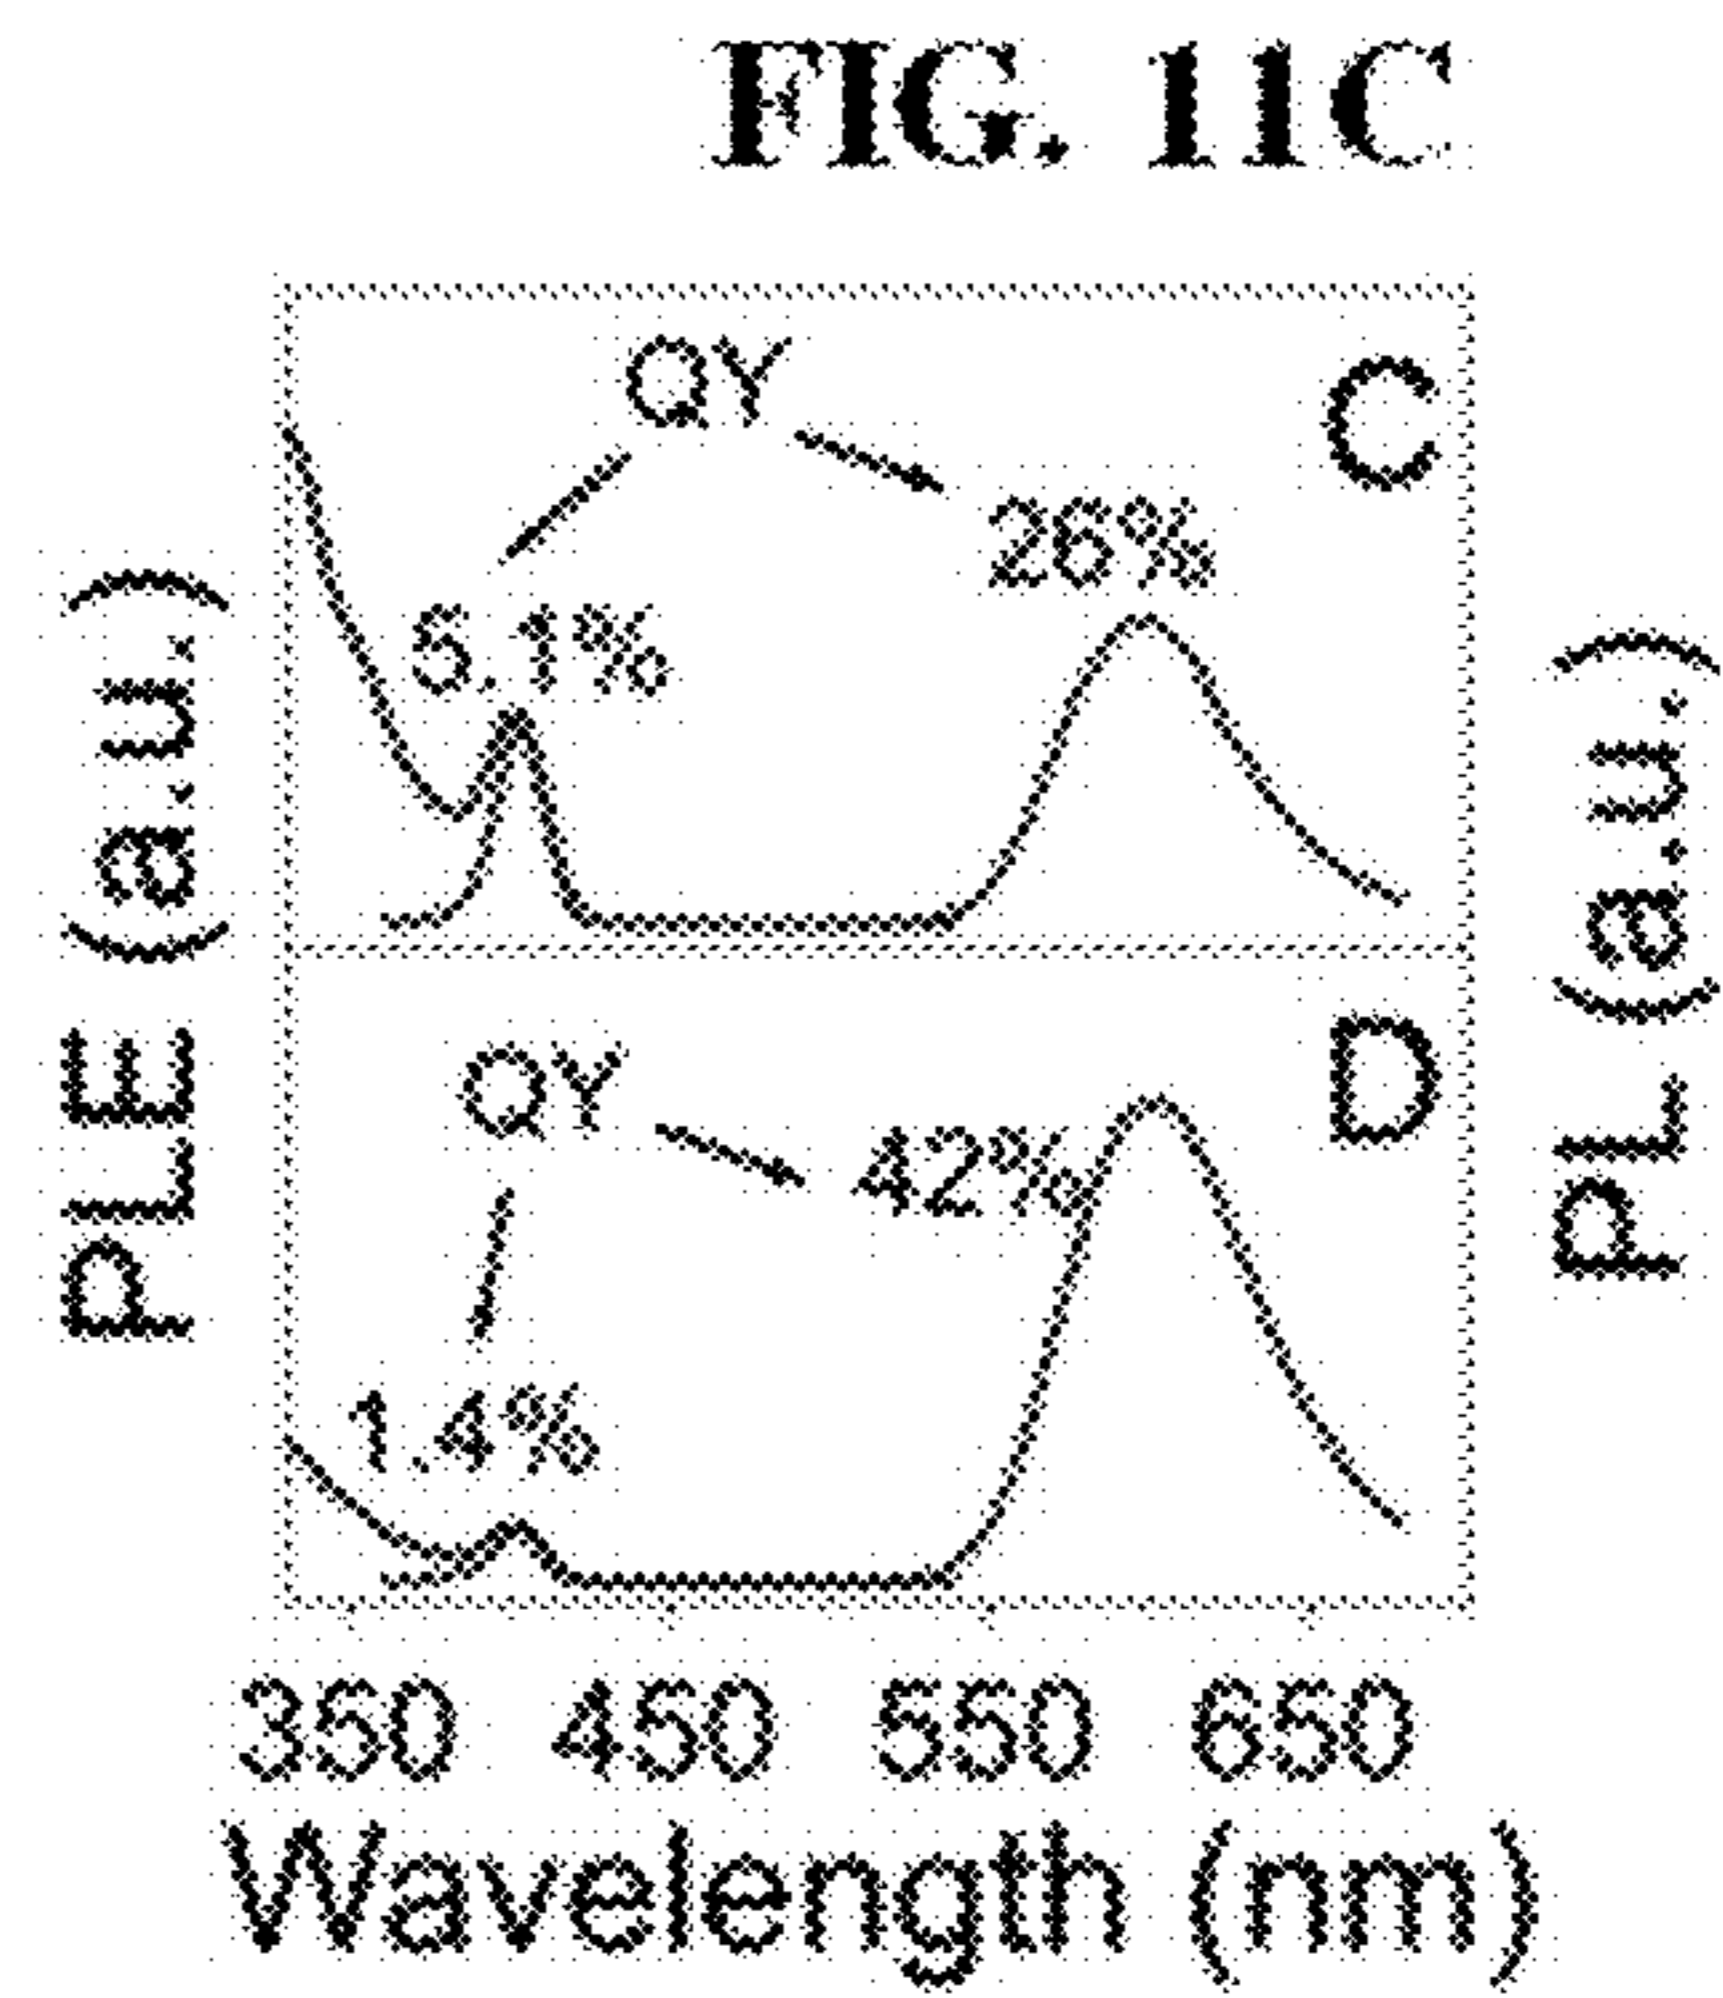 FIG. 11C
QY
C
26%
5.1%
PLE (a.u.)
PL (a.u.)
D
QY
42%
1.4%
350 450 550 650
Wavelength (nm)